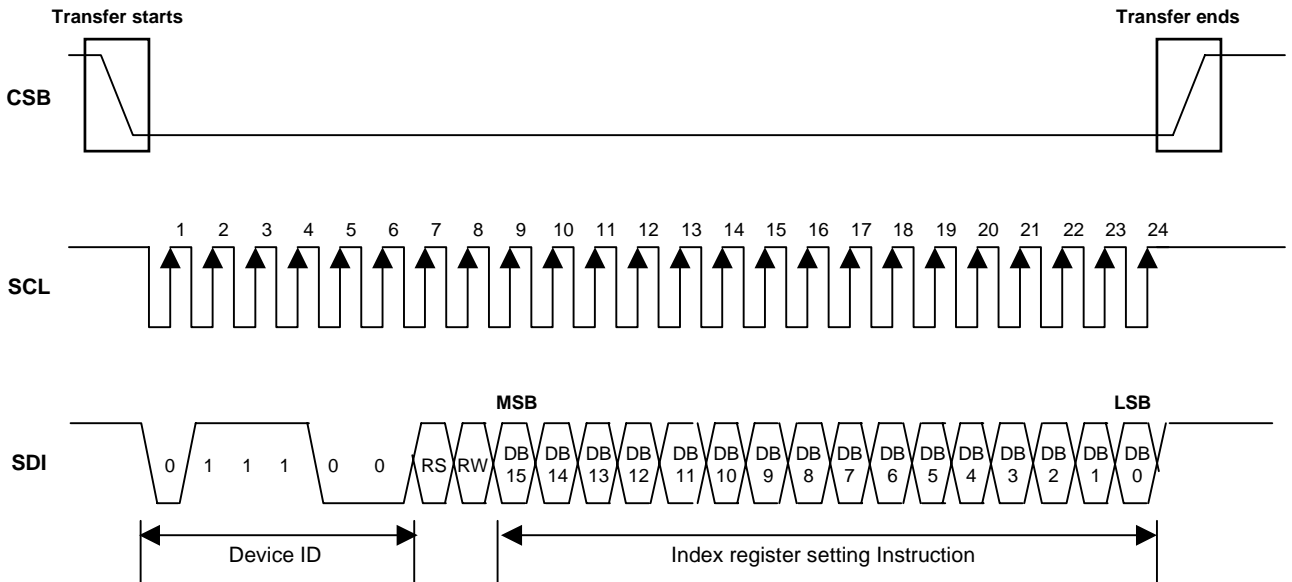 Transfer starts
Transfer ends
CSB
1 2 3 4 5 6 7 8 9 10 11 12 13 14 15 16 17 18 19 20 21 22 23 24
SCL
MSB
LSB
SDI
0 1 1 1 0 0 RS RW DB 15 DB 14 DB 13 DB 12 DB 11 DB 10 DB 9 DB 8 DB 7 DB 6 DB 5 DB 4 DB 3 DB 2 DB 1 DB 0
Device ID
Index register setting Instruction